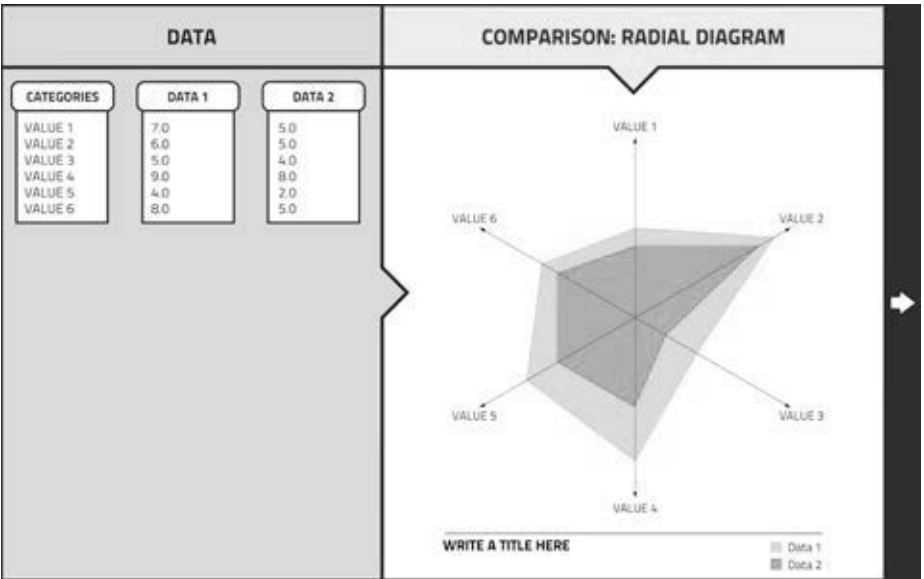 DATA
COMPARISON: RADIAL DIAGRAM
CATEGORIES
VALUE 1
VALUE 2
VALUE 3
VALUE 4
VALUE 5
VALUE 6
DATA 1
7.0
6.0
5.0
9.0
4.0
8.0
DATA 2
5.0
5.0
4.0
8.0
2.0
5.0
VALUE 1
VALUE 6
VALUE 2
VALUE 5
VALUE 3
VALUE 4
WRITE A TITLE HERE
Data 1
Data 2